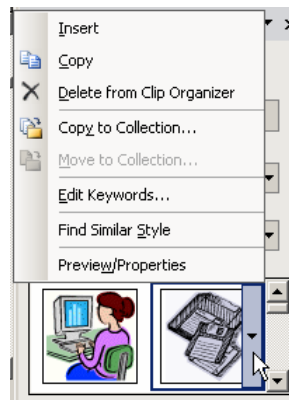 Insert
Copy
Delete from Clip Organizer
Copy to Collection...
Move to Collection...
Edit Keywords...
Find Similar Style
Preview/Properties